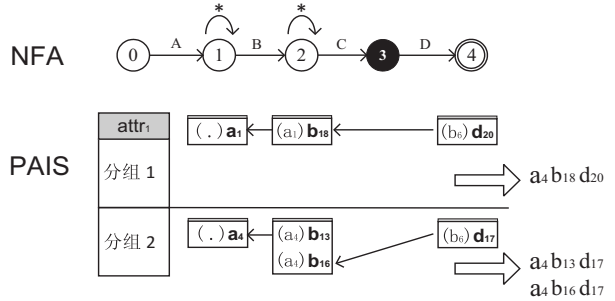 * *
NFA 0 A 1 B 2 C 3 D 4
attr₁
PAIS
分组 1 (.) a₁ (a₁) b₁₈ (b₆) d₂₀
a₄ b₁₈ d₂₀
分组 2 (.) a₄ (a₄) b₁₃ (b₆) d₁₇
(a₄) b₁₆
a₄ b₁₃ d₁₇
a₄ b₁₆ d₁₇